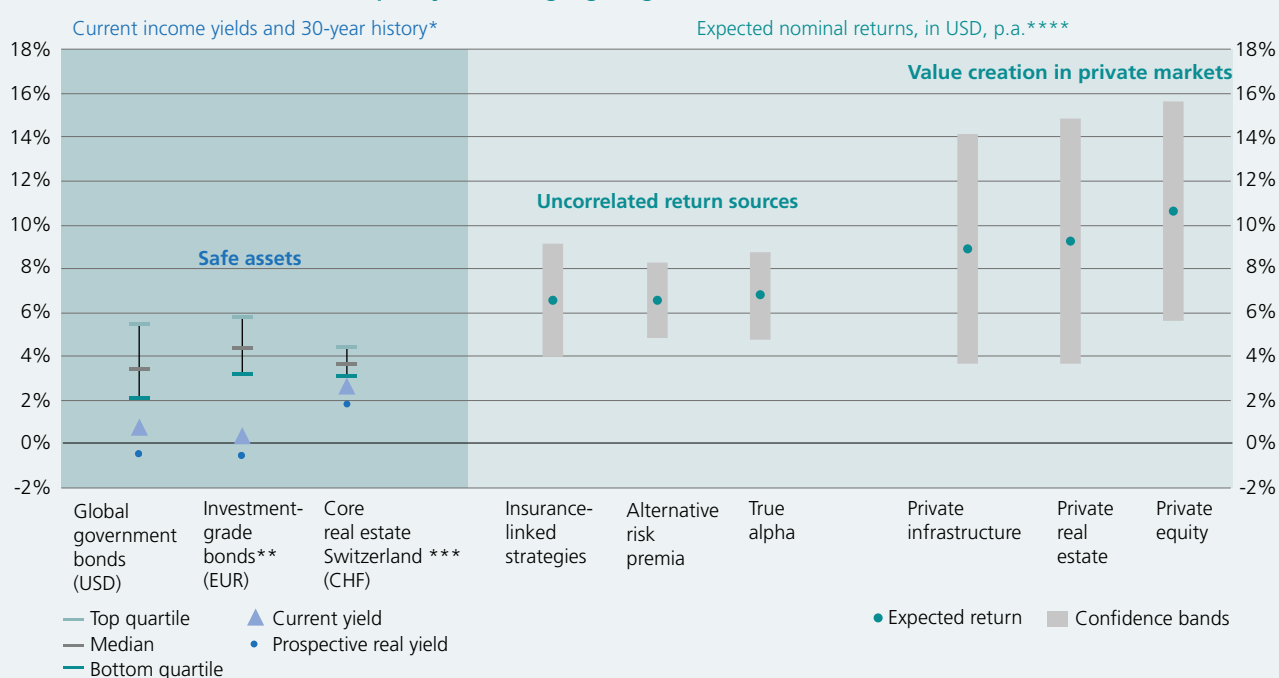 Current income yields and 30-year history*
Expected nominal returns, in USD, p.a.****
18%
16%
14%
12%
10%
8%
6%
4%
2%
0%
-2%
18%
16%
14%
12%
10%
8%
6%
4%
2%
0%
-2%
Safe assets
Uncorrelated return sources
Value creation in private markets
Global
government
bonds
(USD)
Investment-
grade
bonds**
(EUR)
Core
real estate
Switzerland ***
(CHF)
Insurance-
linked
strategies
Alternative
risk
premia
True
alpha
Private
infrastructure
Private
real
estate
Private
equity
Top quartile
Median
Bottom quartile
Current yield
Prospective real yield
Expected return
Confidence bands